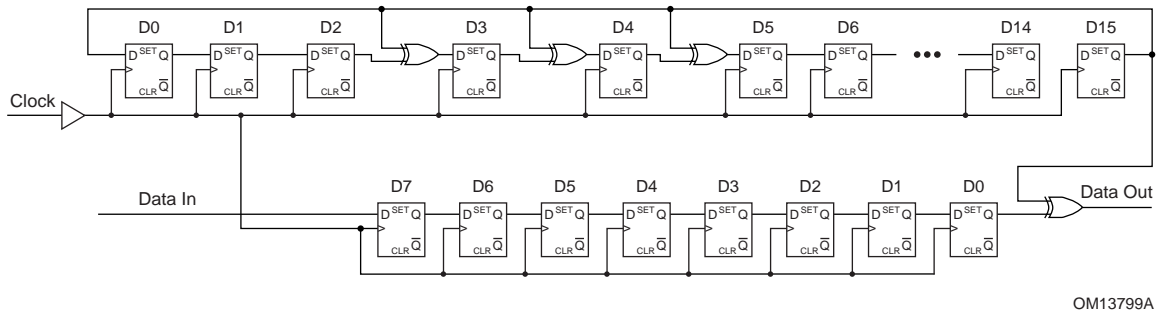 D0 D1 D2 D3 D4 D5 D6 D14 D15
D SET Q D SET Q D SET Q D SET Q D SET Q D SET Q D SET Q D SET Q D SET Q
Q Q Q Q Q Q Q Q Q
CLR CLR CLR CLR CLR CLR CLR CLR CLR
Clock
D7 D6 D5 D4 D3 D2 D1 D0
Data In
Data Out
D SET Q D SET Q D SET Q D SET Q D SET Q D SET Q D SET Q D SET Q
Q Q Q Q Q Q Q Q
CLR CLR CLR CLR CLR CLR CLR CLR
OM13799A